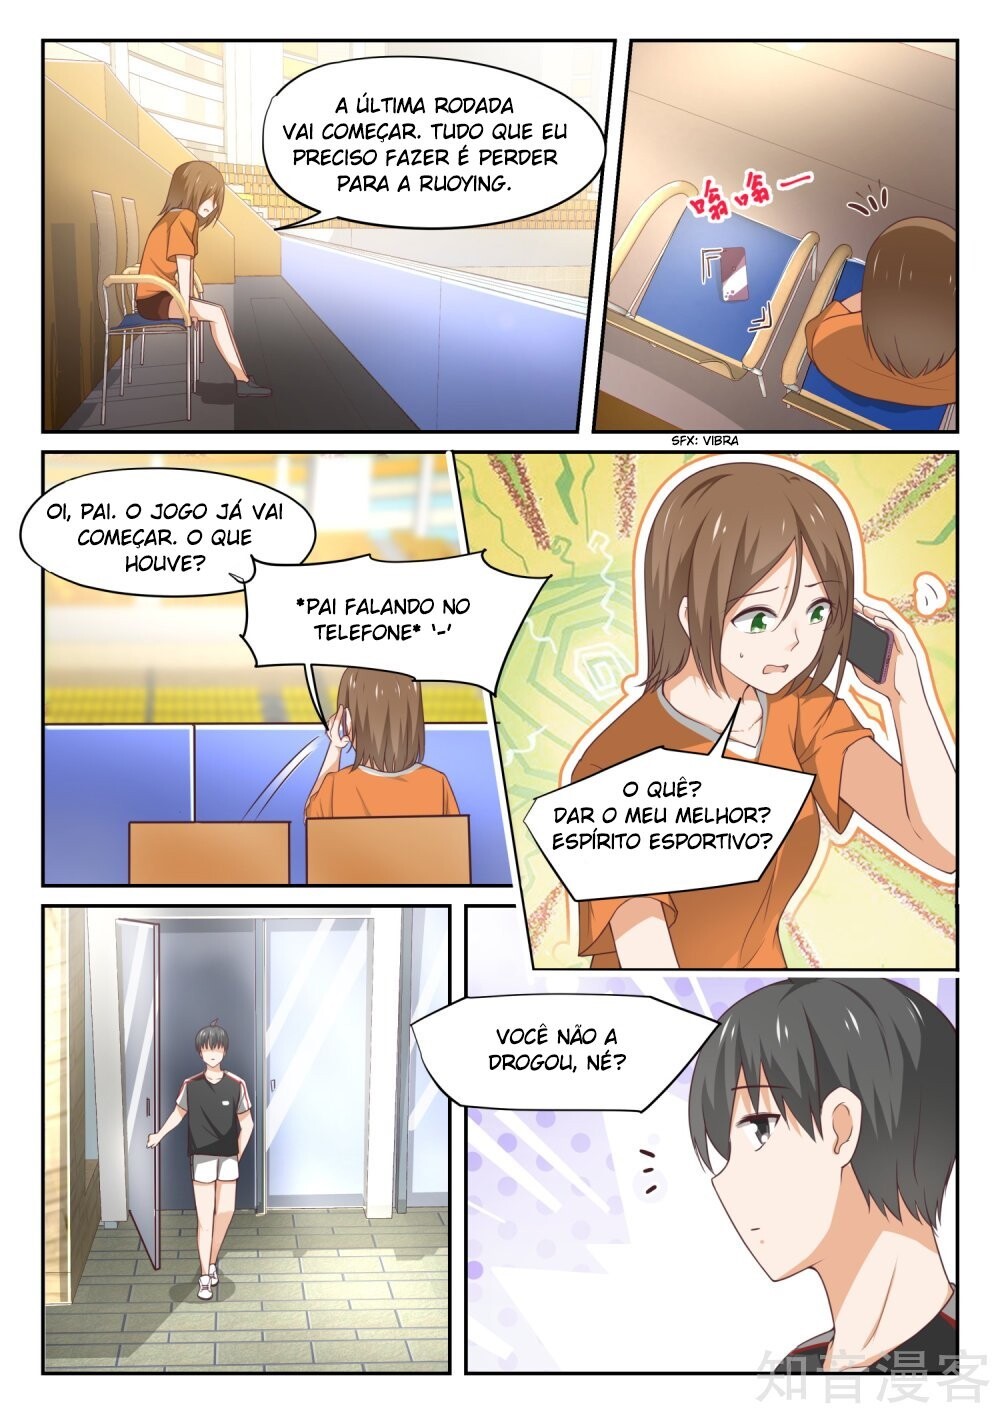 A ÚLTIMA RODADA
VAI COMEÇAR. TUDO QUE EU
PRECISO FAZER É PERDER
PARA A RUOYING.
嗡嗡一
SFX: VIBRA
OI, PAI. O JOGO JÁ VAI
COMEÇAR. O QUE
HOUVE?
*PAI FALANDO NO
TELEFONE* '-'
O QUÊ?
DAR O MEU MELHOR?
ESPÍRITO ESPORTIVO?
VOCÊ NÃO A
DROGOU, NÉ?
知音漫客